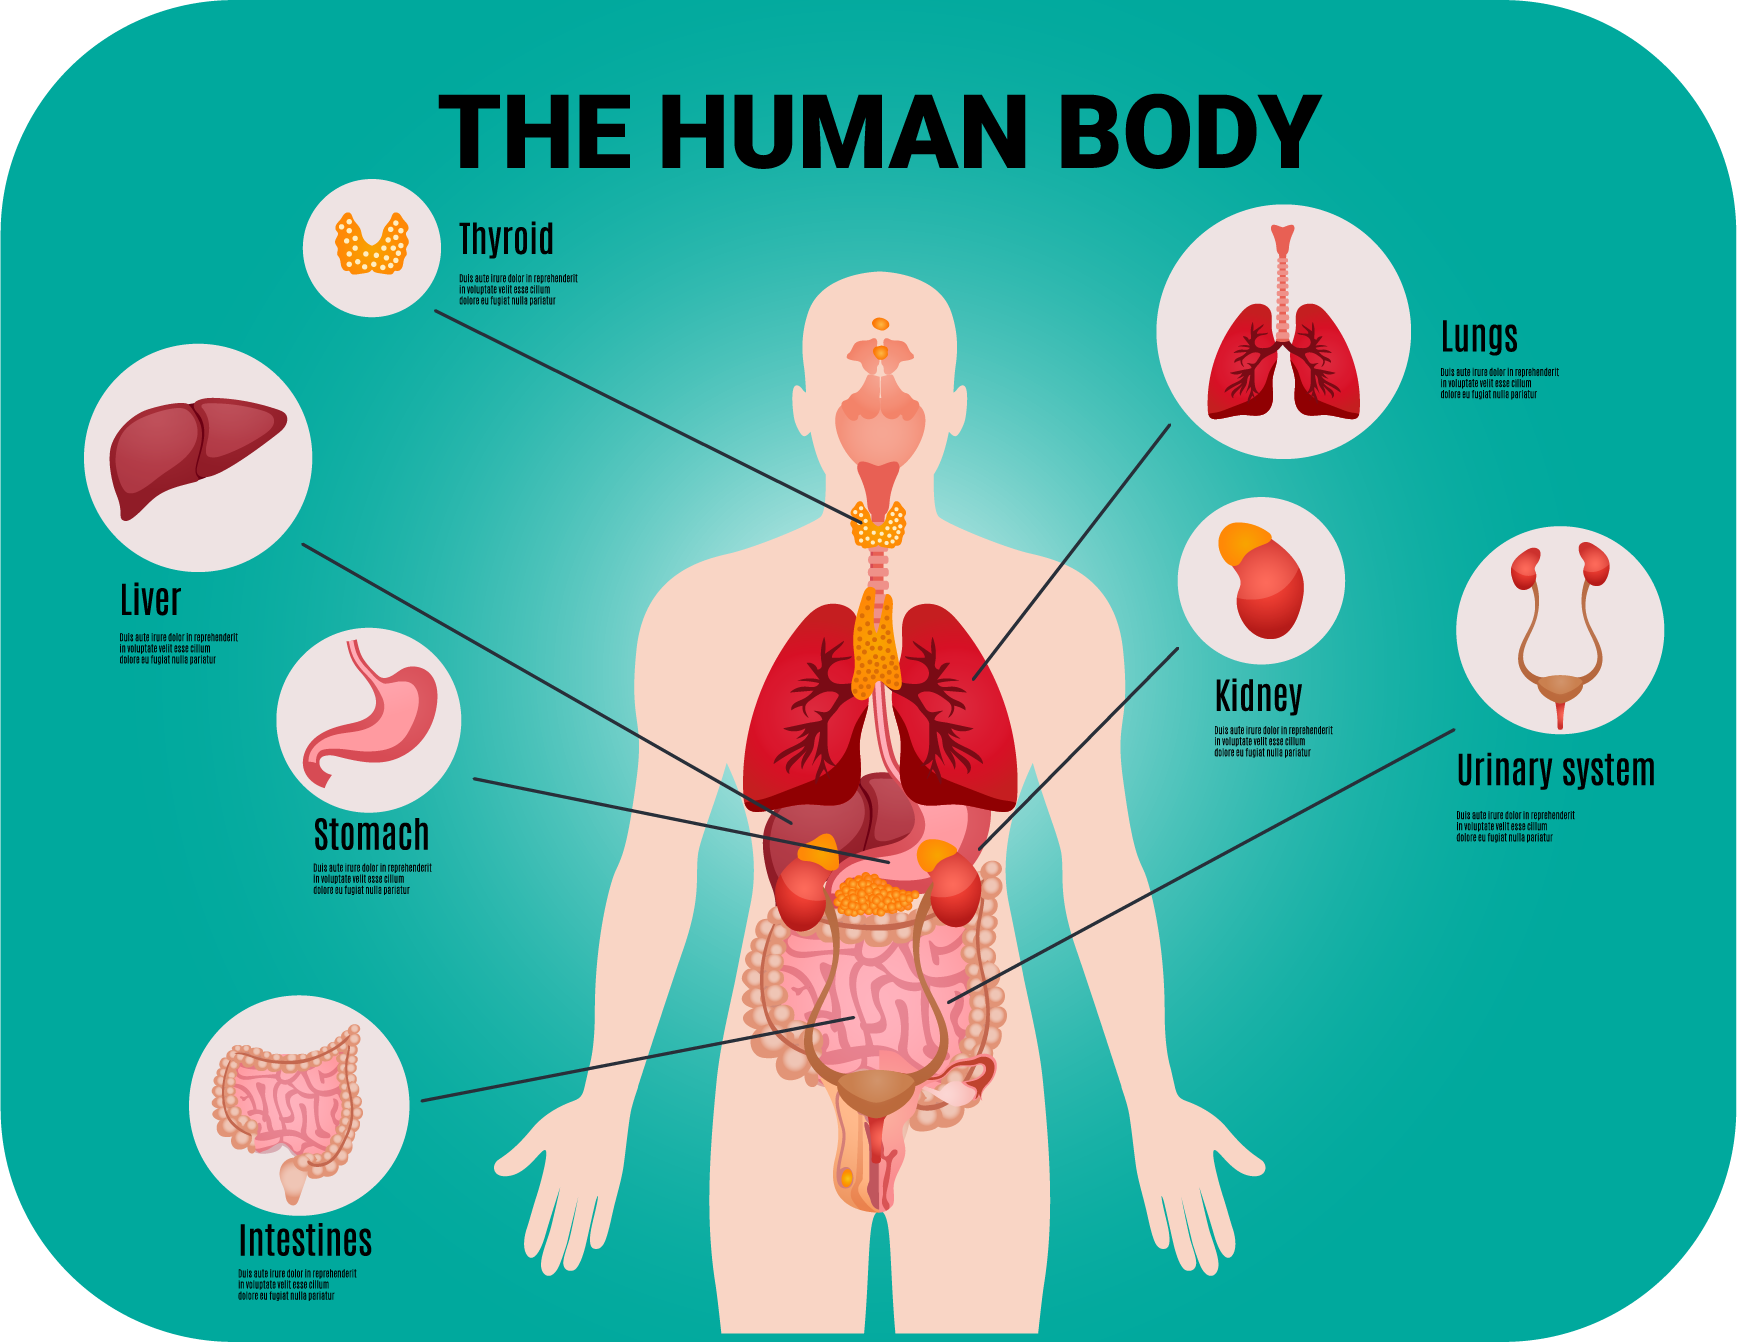 THE HUMAN BODY
Thyroid
Duis aute irure dolor in reprehenderit
in voluptate velit esse cillum
dolore eu fugiat nulla pariatur
Lungs
Duis aute irure dolor in reprehenderit
in voluptate velit esse cillum
dolore eu fugiat nulla pariatur
Liver
Duis aute irure dolor in reprehenderit
in voluptate velit esse cillum
dolore eu fugiat nulla pariatur
Kidney
Duis aute irure dolor in reprehenderit
in voluptate velit esse cillum
dolore eu fugiat nulla pariatur
Urinary system
Duis aute irure dolor in reprehenderit
in voluptate velit esse cillum
dolore eu fugiat nulla pariatur
Stomach
Duis aute irure dolor in reprehenderit
in voluptate velit esse cillum
dolore eu fugiat nulla pariatur
Intestines
Duis aute irure dolor in reprehenderit
in voluptate velit esse cillum
dolore eu fugiat nulla pariatur